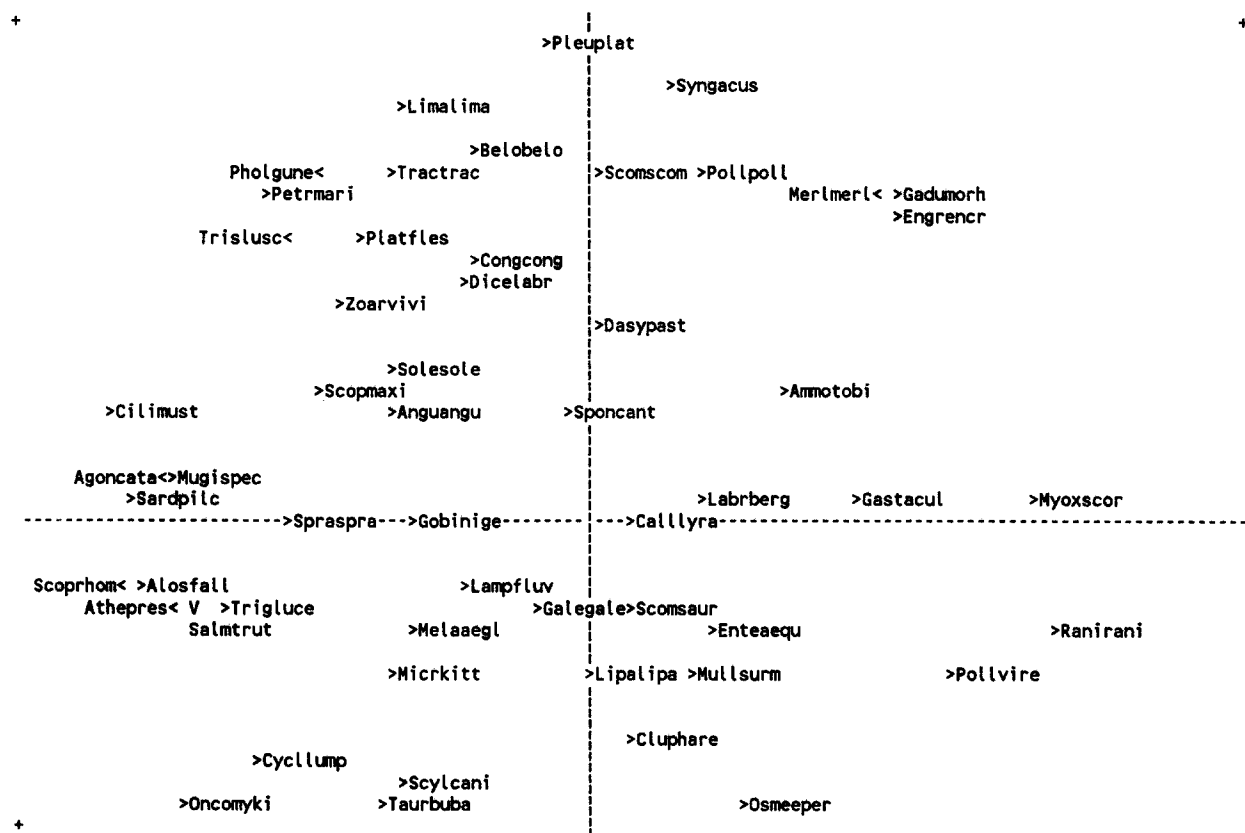 + +
>Pleuplat
>Syngacus
>Limalima
>Belobelo
Pholgune< >Tractrac >Scomscom >Pollpoll
>Petrmari Merlmerl< >Gadumorh
>Engrencr
Trislusc< >Platfles
>Congcong
>Dicelabr
>Zoarvivi
>Dasypast
>Solesole
>Scopmaxi >Ammotobi
>Cilimust >Anguangu >Sponcant
Agoncata<>Mugispec
>Sardpilc >Labrberg >Gastacul >Myoxscor
>Spraspra >Gobinige >Calllyra
Scoprhom< >Alosfall >Lampfluv
Athepres< V >Trigluce >Galegale>Scomsaur
Salmtrut >Melaaegl >Enteaequ >Ranirani
>Micrkitt >Lipalipa >Mullsurm >Pollvire
>Cluphare
>Cycllump
>Scylcani
>Oncomyki >Taurbuba >Osmeeper
+